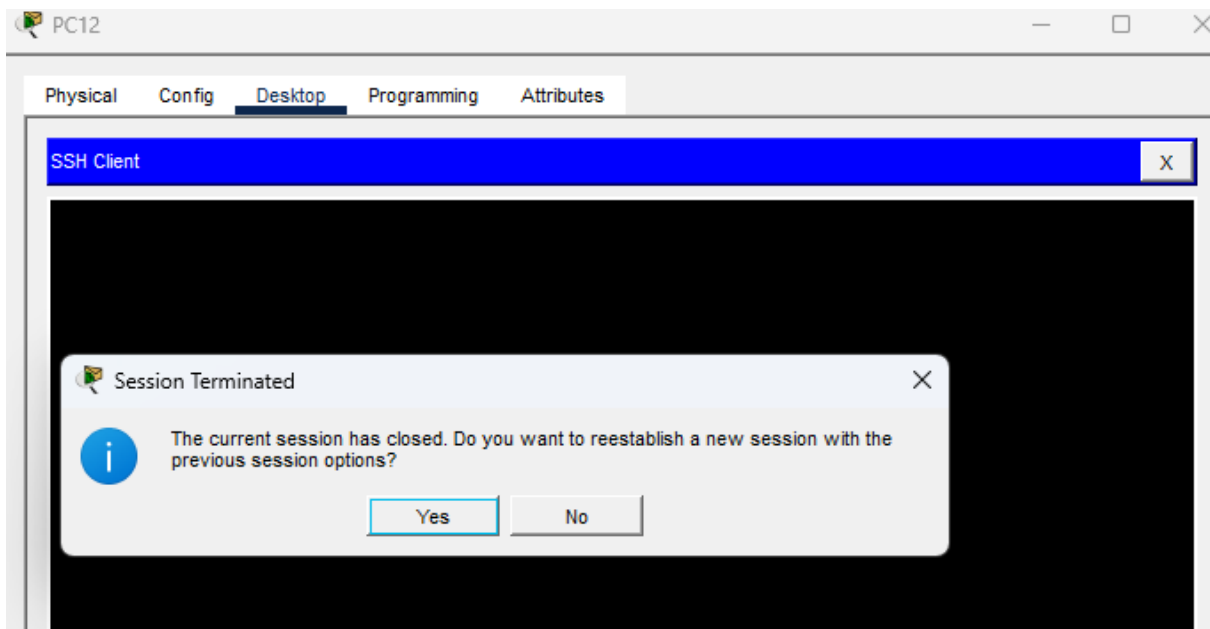 PC12
Physical Config Desktop Programming Attributes
SSH Client
X
Session Terminated
The current session has closed. Do you want to reestablish a new session with the
previous session options?
Yes No